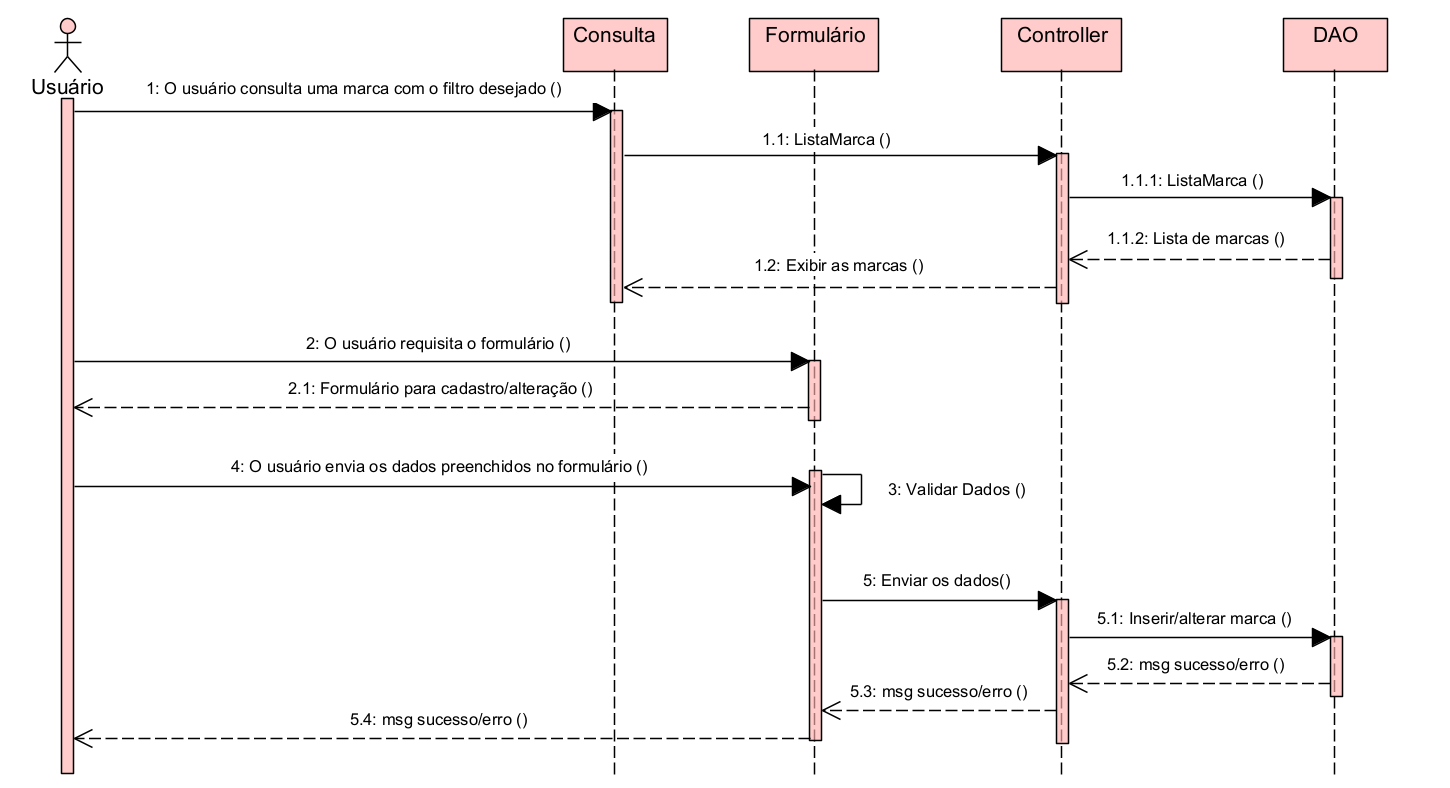 Consulta
Formulário
Controller
DAO
Usuário
1: O usuário consulta uma marca com o filtro desejado ()
1.1: ListaMarca ()
1.1.1: ListaMarca ()
1.1.2: Lista de marcas ()
1.2: Exibir as marcas ()
2: O usuário requisita o formulário ()
2.1: Formulário para cadastro/alteração ()
4: O usuário envia os dados preenchidos no formulário ()
3: Validar Dados ()
5: Enviar os dados()
5.1: Inserir/alterar marca ()
5.2: msg sucesso/erro ()
5.3: msg sucesso/erro ()
5.4: msg sucesso/erro ()